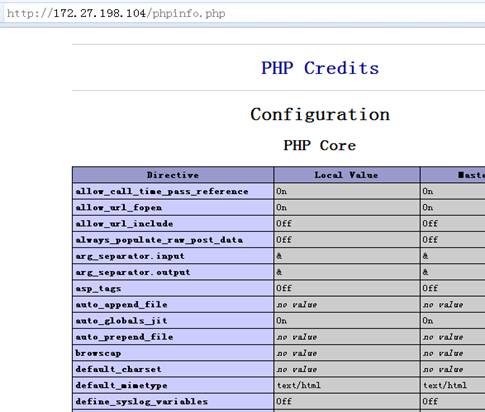 http://172.27.198.104/phpinfo.php
PHP Credits
Configuration
PHP Core
Directive Local Value
allow_call_time_pass_reference On On
allow_url_fopen On On
allow_url_include Off Off
always_populate_raw_post_data Off Off
arg_separator.input & &
arg_separator.output & &
asp_tags Off Off
auto_append_file no value no value
auto_globals_jit On On
auto_prepend_file no value no value
browscap no value no value
default_charset no value no value
default_mimetype text/html text/html
define_syslog_variables Off Off